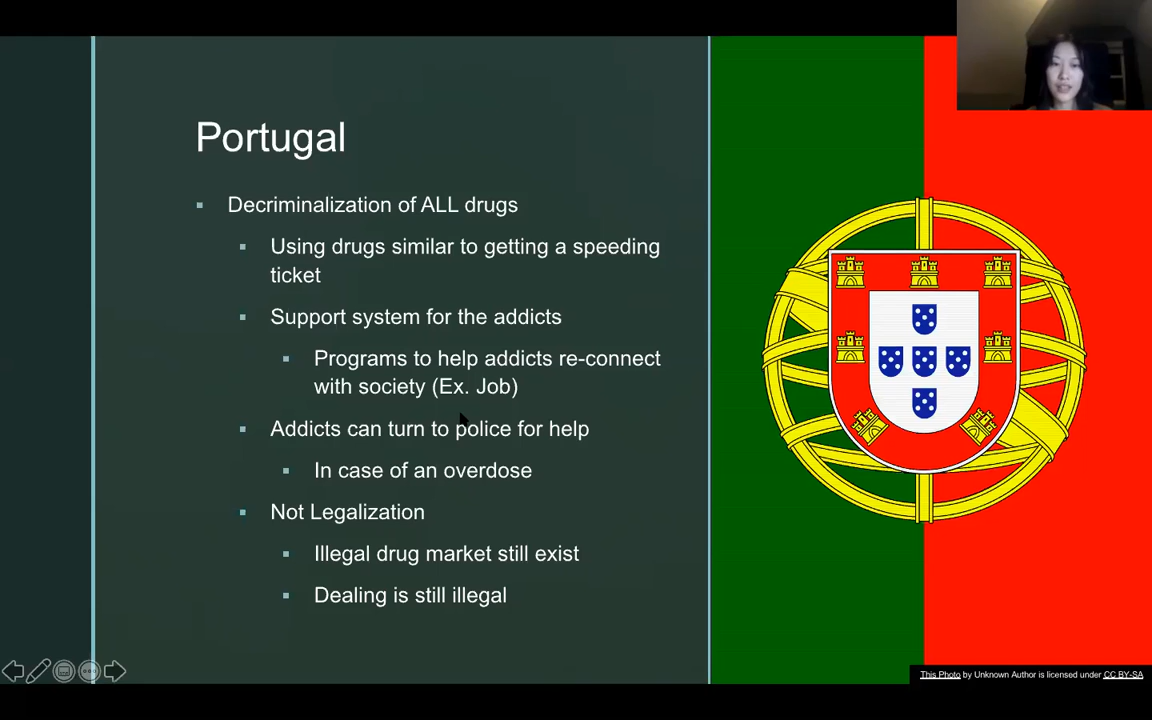 Portugal
Decriminalization of ALL drugs
Using drugs similar to getting a speeding
ticket
Support system for the addicts
Programs to help addicts re-connect
with society (Ex. Job)
Addicts can turn to police for help
In case of an overdose
Not Legalization
Illegal drug market still exist
Dealing is still illegal
This Photo by Unknown Author is licensed under CC BY-SA